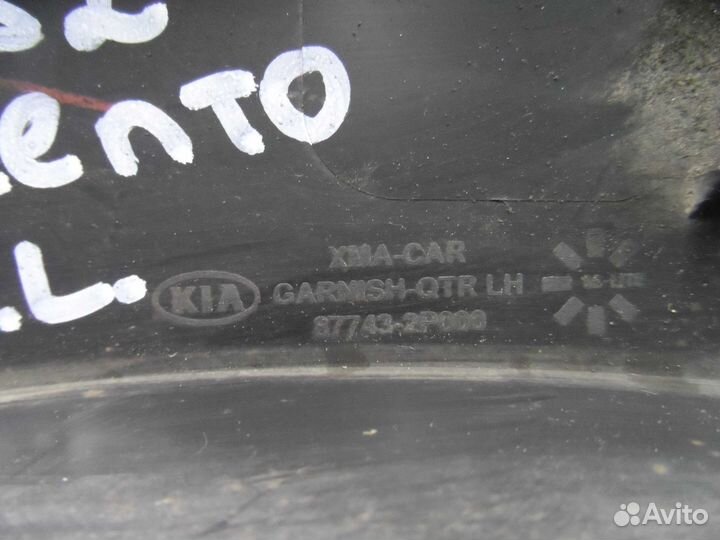 ento
.L.
XMA-CAR
KIA
GARNISH-QTR LH
87743-2P000
Avito